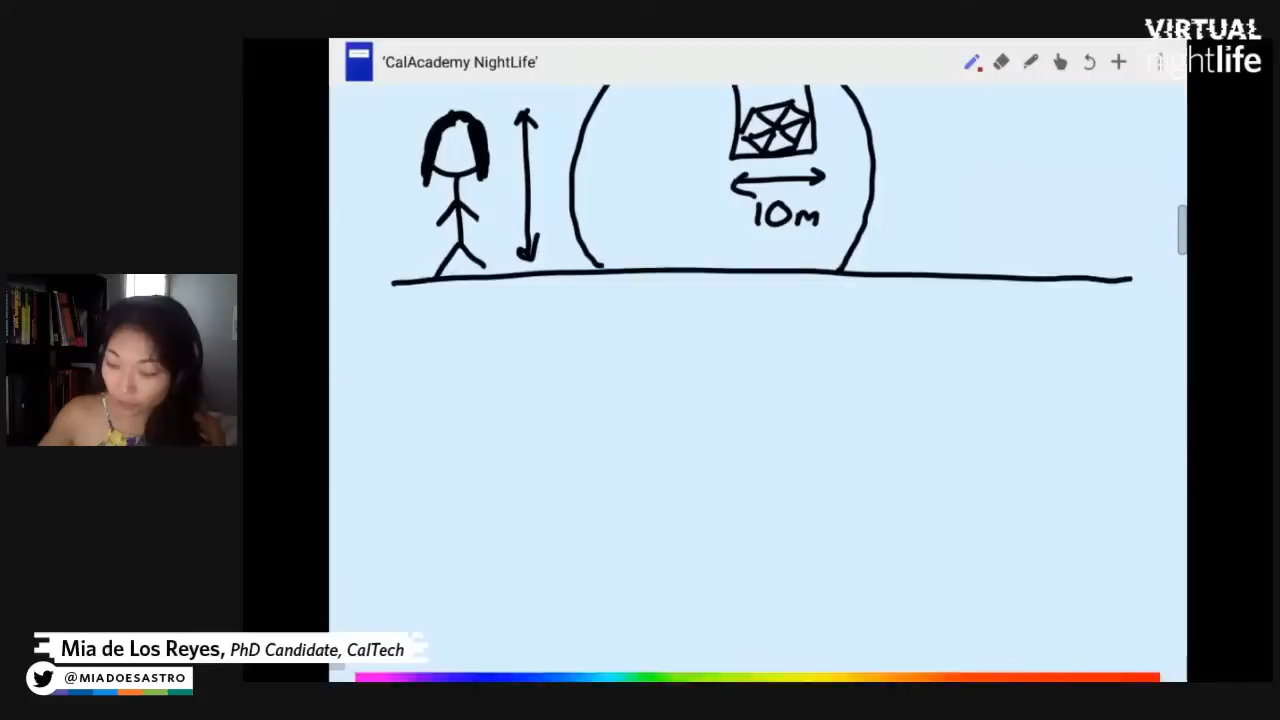 VIRTUAL
nightlife
'CalAcademy NightLife'
10m
Mia de Los Reyes, PhD Candidate, CalTech
@MIADOESASTRO